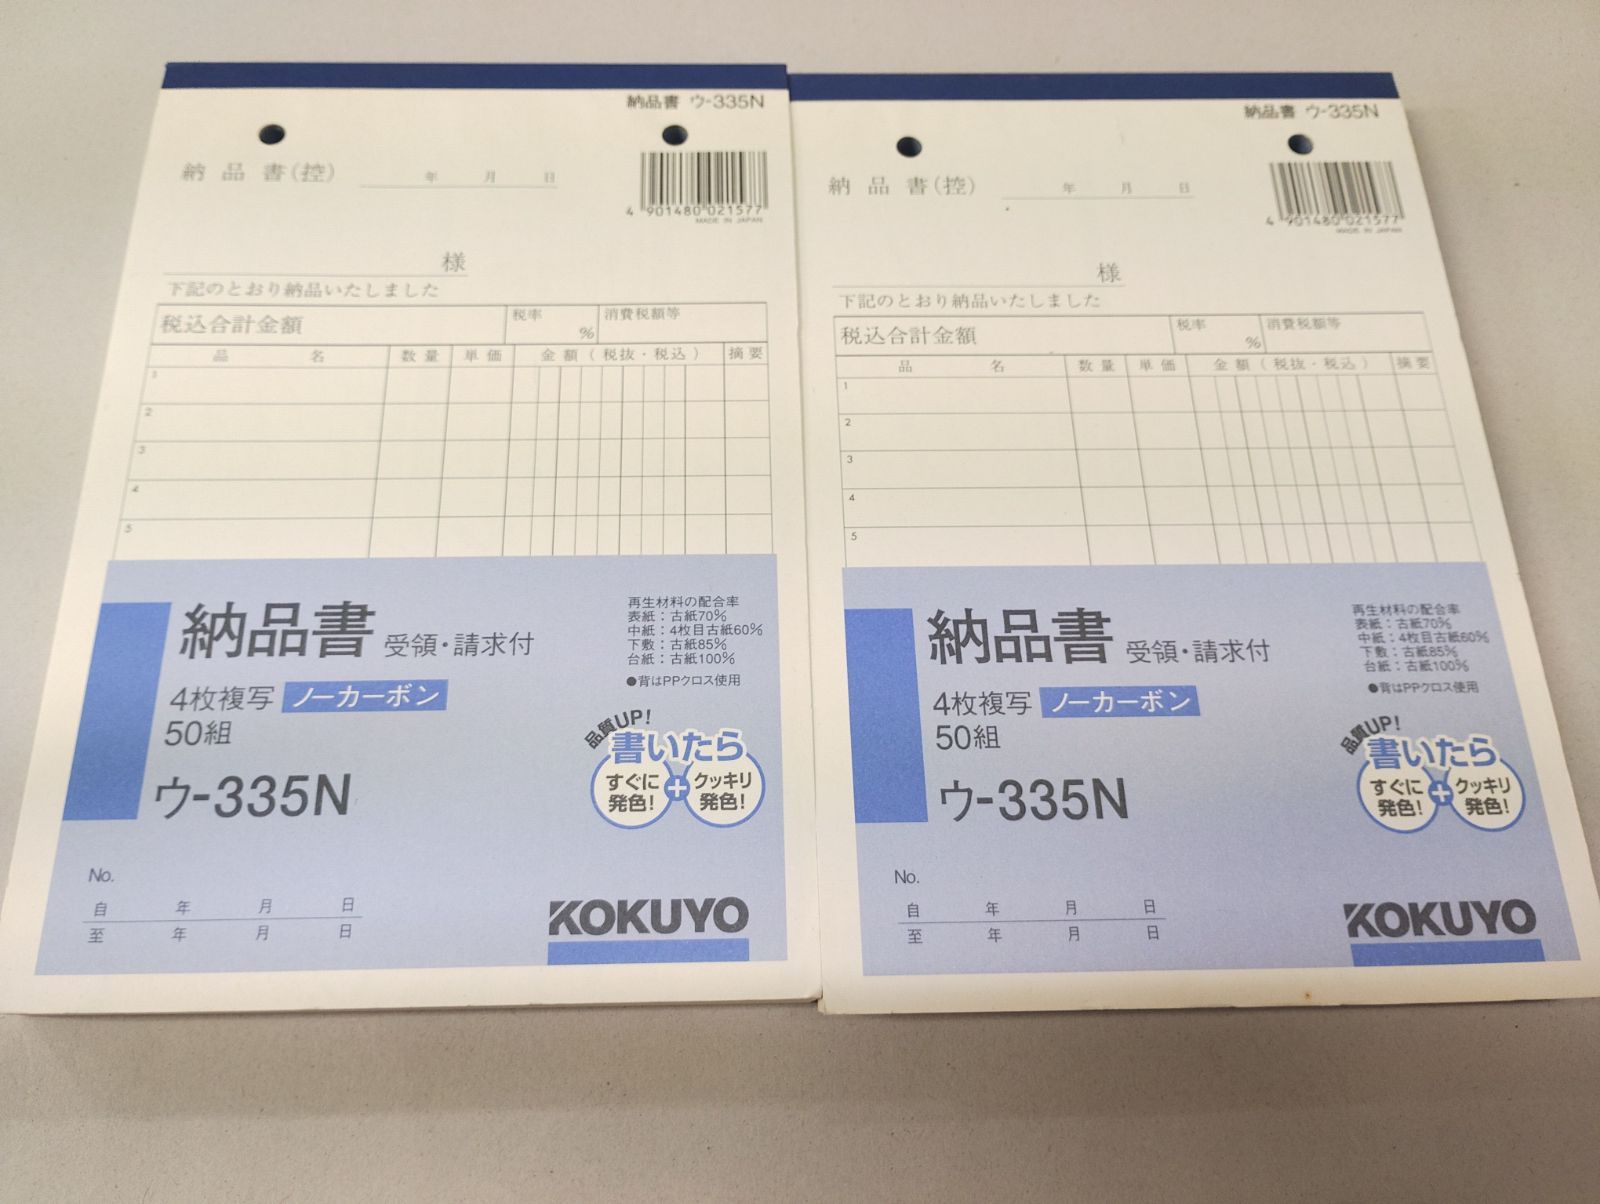 納品書 ウ-335N
納品書(控) 年 月 日
4 901480 021577
MADE IN JAPAN
様
下記のとおり納品いたしました
税込合計金額 税率 % 消費税額等
品 名 数量 単価 金額(税抜・税込) 摘要
1
2
3
4
5
納品書 受領・請求付
4枚複写 ノーカーボン
50組
ウ-335N
再生材料の配合率
表紙:古紙70%
中紙:4枚目古紙60%
下敷:古紙85%
台紙:古紙100%
●背はPPクロス使用
品質UP!
書いたら
すぐに発色! + クッキリ発色!
No.
自 年 月 日
至 年 月 日
KOKUYO
納品書 ウ-335N
納品書(控) 年 月 日
4 901480 021577
MADE IN JAPAN
様
下記のとおり納品いたしました
税込合計金額 税率 % 消費税額等
品 名 数量 単価 金額(税抜・税込) 摘要
1
2
3
4
5
納品書 受領・請求付
4枚複写 ノーカーボン
50組
ウ-335N
再生材料の配合率
表紙:古紙70%
中紙:4枚目古紙60%
下敷:古紙85%
台紙:古紙100%
●背はPPクロス使用
品質UP!
書いたら
すぐに発色! + クッキリ発色!
No.
自 年 月 日
至 年 月 日
KOKUYO